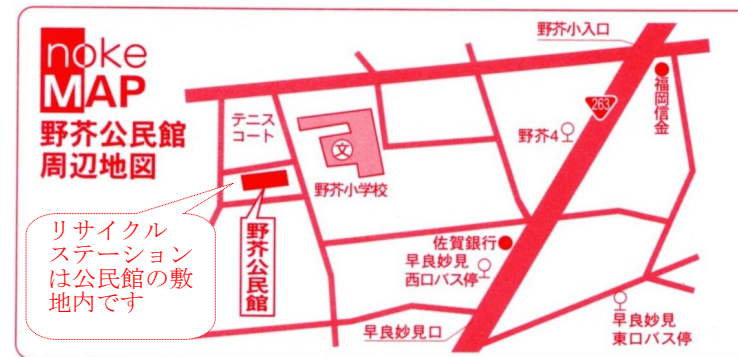 noke
MAP
野芥公民館
周辺地図
リサイクル
ステーション
は公民館の敷
地内です
テニス
コート
文
野芥小学校
野芥公民館
野芥小入口
263
福岡信金
野芥4
佐賀銀行
早良妙見
西口バス停
早良妙見口
早良妙見
東口バス停